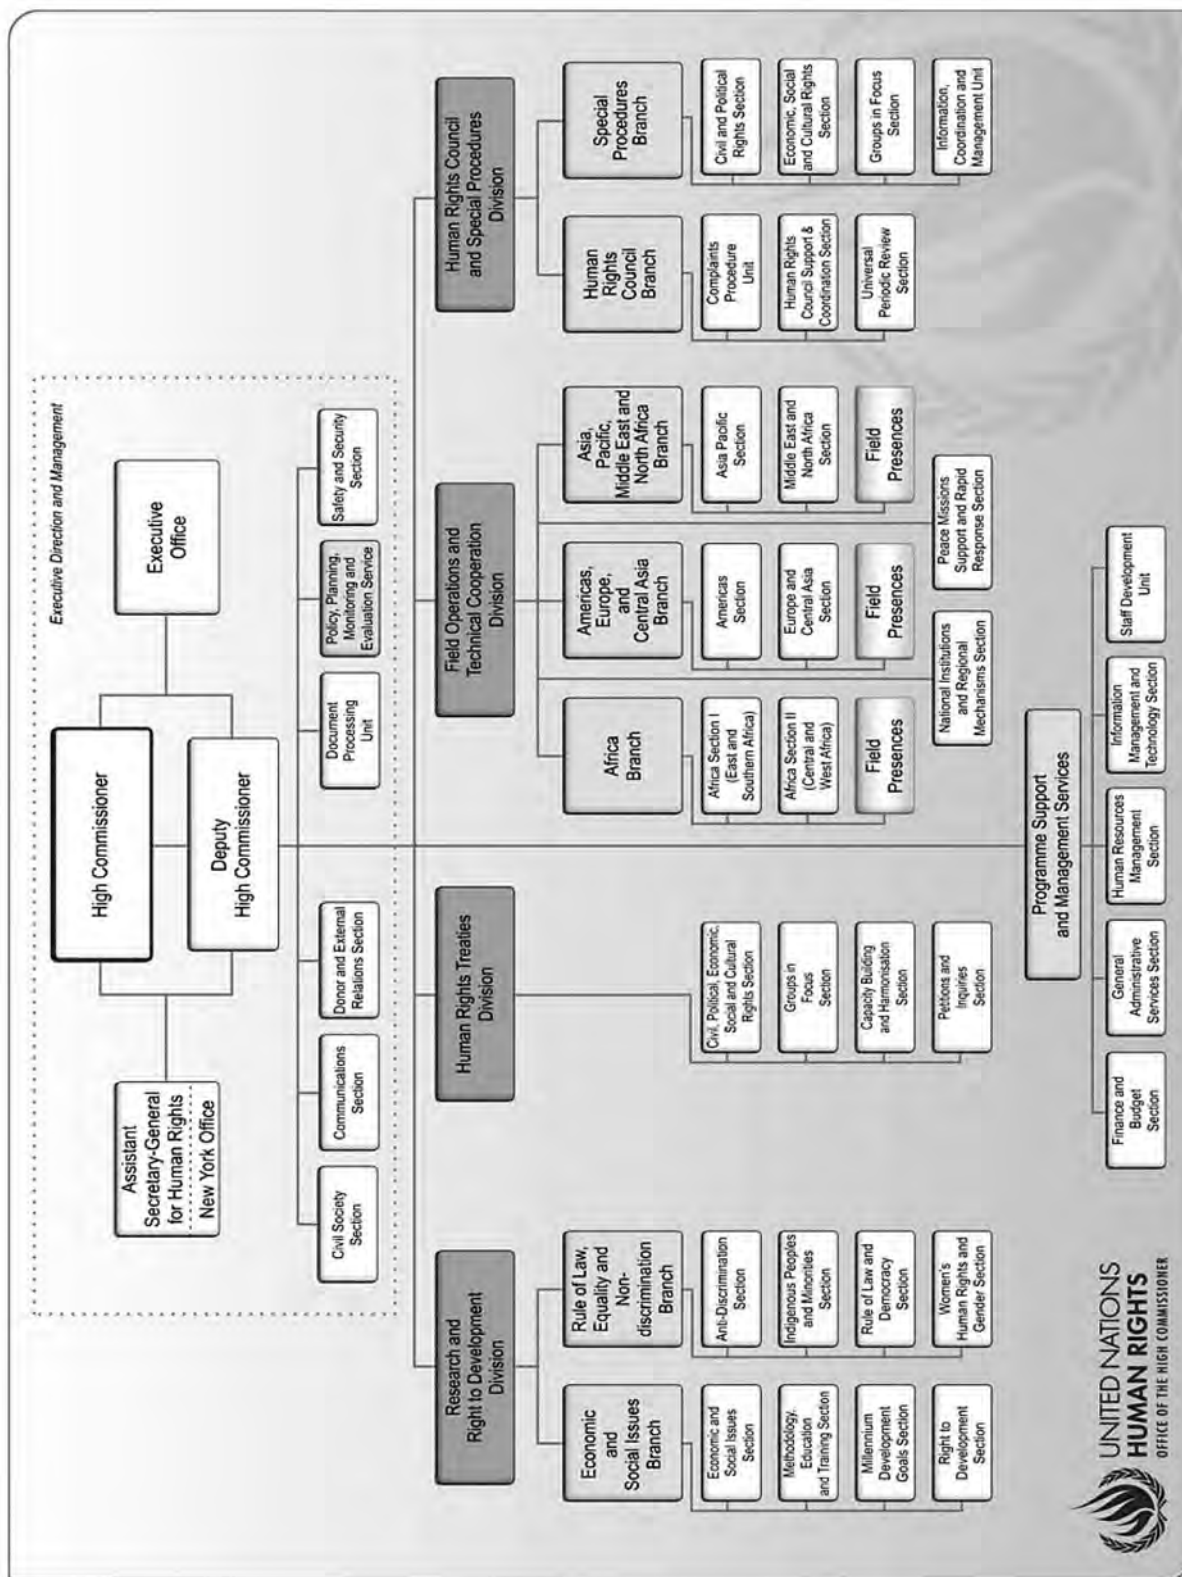 Executive Direction and Management
High Commissioner
Assistant
Secretary-General
for Human Rights
New York Office
Executive
Office
Deputy
High Commissioner
Civil Society
Section
Communications
Section
Donor and External
Relations Section
Document
Processing
Unit
Policy, Planning,
Monitoring and
Evaluation Service
Safety and Security
Section
Research and
Right to Development
Division
Human Rights Treaties
Division
Field Operations and
Technical Cooperation
Division
Human Rights Council
and Special Procedures
Division
Economic
and
Social Issues
Branch
Economic and
Social Issues
Section
Methodology,
Education
and Training Section
Millennium
Development
Goals Section
Right to
Development
Section
Rule of Law,
Equality and
Non-
discrimination
Branch
Anti-Discrimination
Section
Indigenous Peoples
and Minorities
Section
Rule of Law and
Democracy
Section
Women's
Human Rights and
Gender Section
Civil, Political, Economic,
Social and Cultural
Rights Section
Groups in
Focus
Section
Capacity Building
and Harmonisation
Section
Petitions and
Inquiries
Section
Africa
Branch
Africa Section I
(East and
Southern Africa)
Africa Section II
(Central and
West Africa)
Field
Presences
Americas,
Europe,
and
Central Asia
Branch
Americas
Section
Europe and
Central Asia
Section
Field
Presences
Asia,
Pacific,
Middle East and
North Africa
Branch
Asia Pacific
Section
Middle East and
North Africa
Section
Field
Presences
National Institutions
and Regional
Mechanisms Section
Peace Missions
Support and Rapid
Response Section
Human
Rights
Council
Branch
Complaints
Procedure
Unit
Human Rights
Council Support &
Coordination Section
Universal
Periodic Review
Section
Special
Procedures
Branch
Civil and Political
Rights Section
Economic, Social
and Cultural Rights
Section
Groups in Focus
Section
Information,
Coordination and
Management Unit
Programme Support
and Management Services
Finance and
Budget
Section
General
Administrative
Services Section
Human Resources
Management
Section
Information
Management and
Technology Section
Staff Development
Unit
UNITED NATIONS
HUMAN RIGHTS
OFFICE OF THE HIGH COMMISSIONER